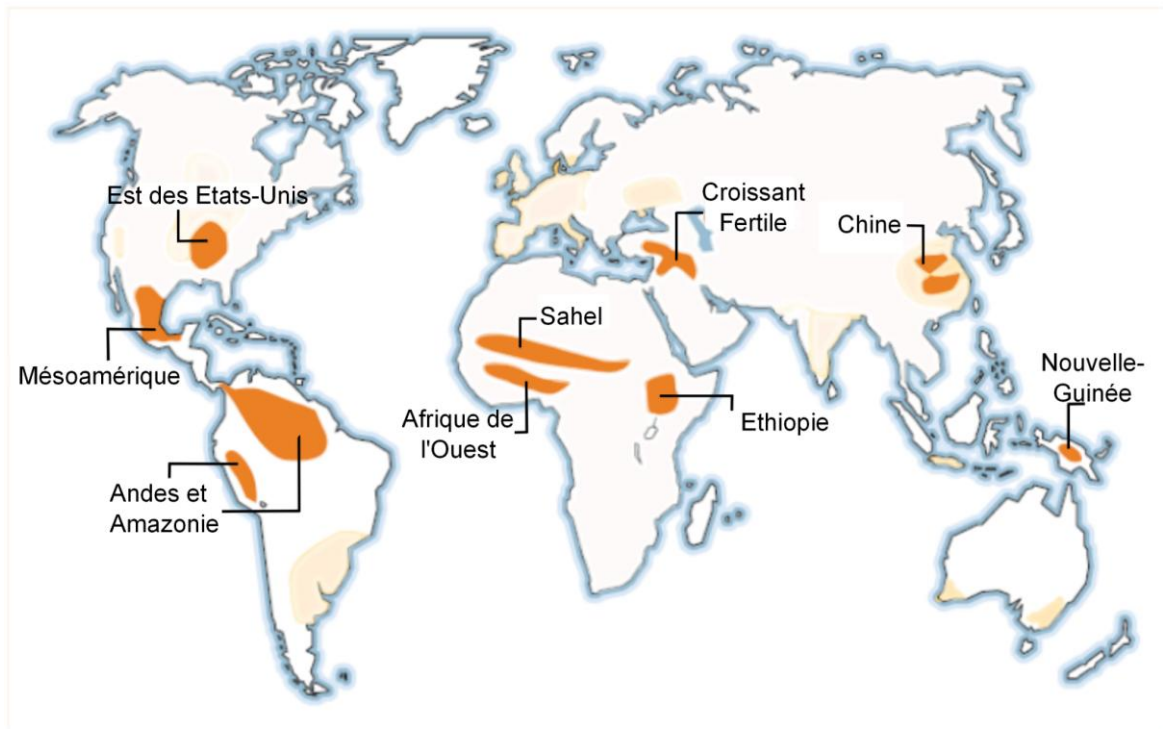 Est des Etats-Unis
Croissant
Fertile
Chine
Sahel
Mésoamérique
Nouvelle-
Guinée
Afrique de
l'Ouest
Ethiopie
Andes et
Amazonie